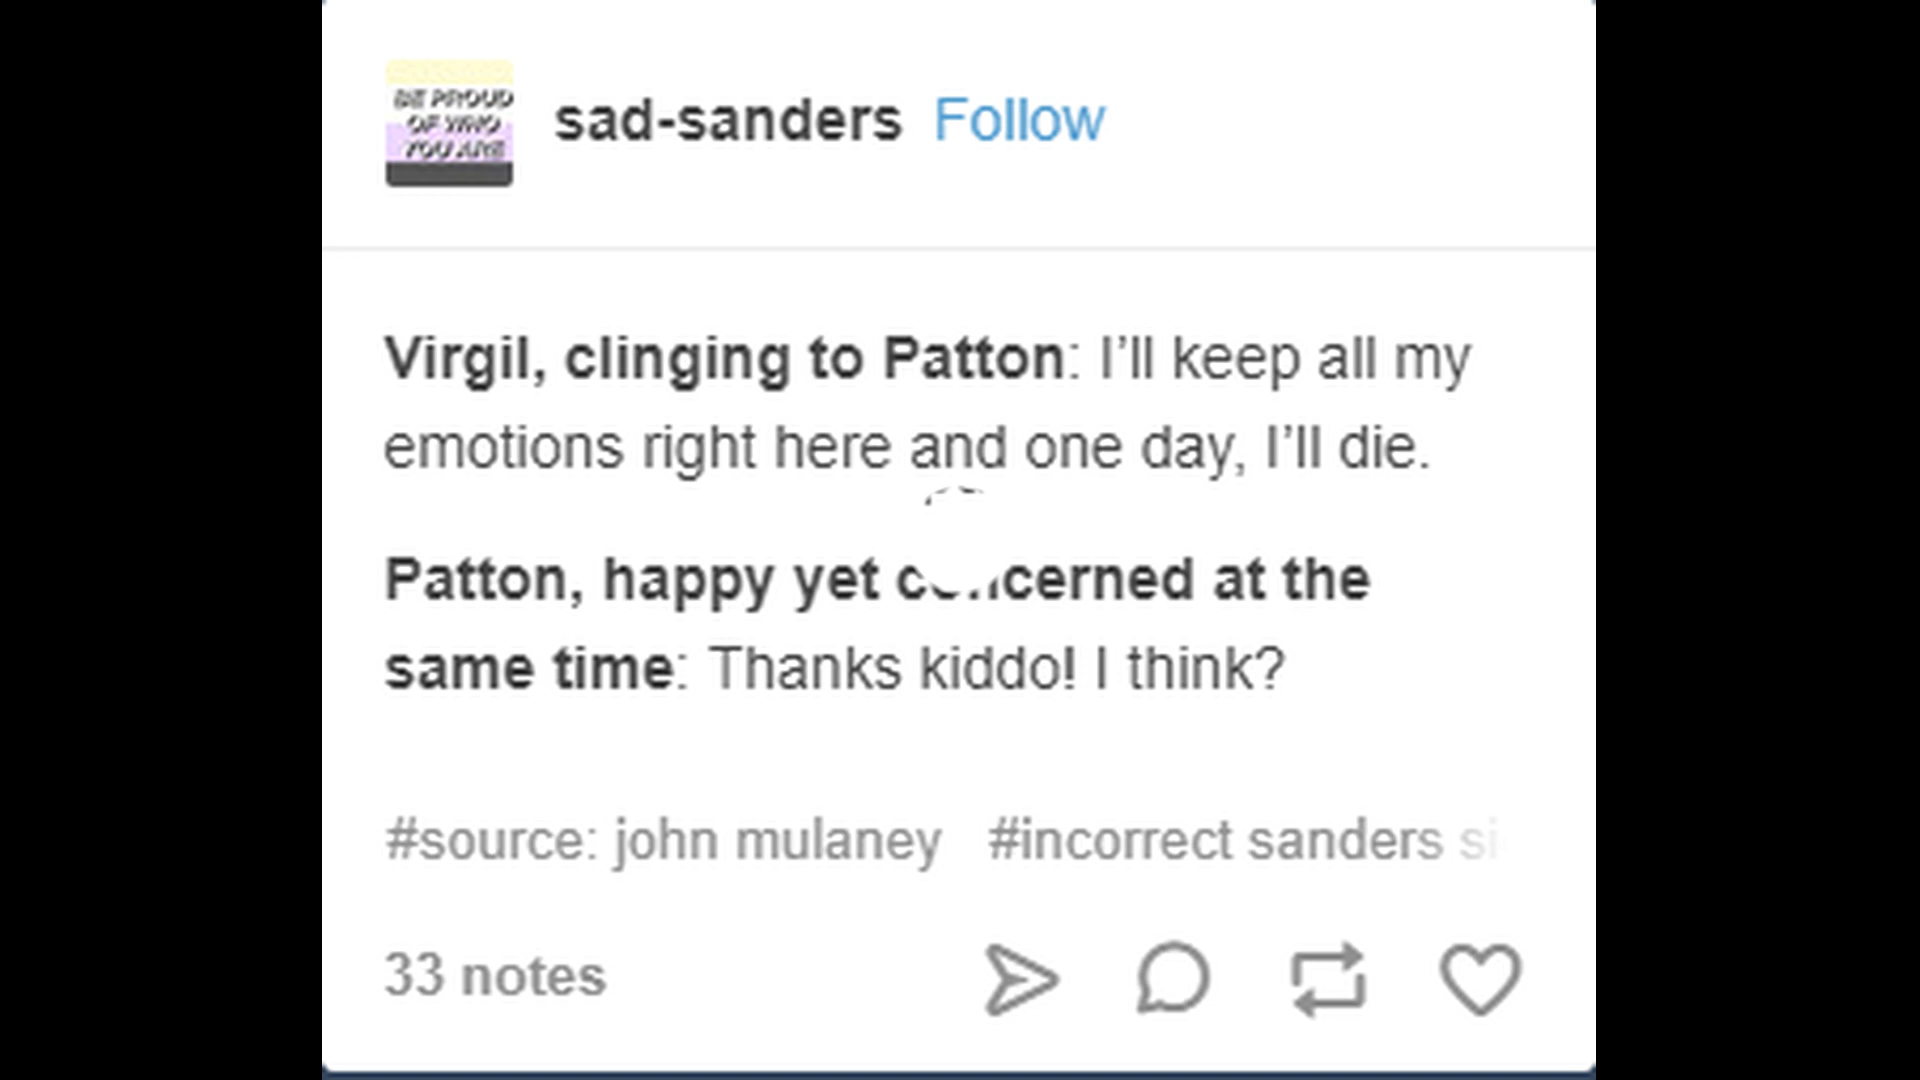 BE PROUD
OF WHO
YOU ARE
sad-sanders Follow
Virgil, clinging to Patton: I’ll keep all my
emotions right here and one day, I’ll die.
Patton, happy yet concerned at the
same time: Thanks kiddo! I think?
#source: john mulaney #incorrect sanders si
33 notes